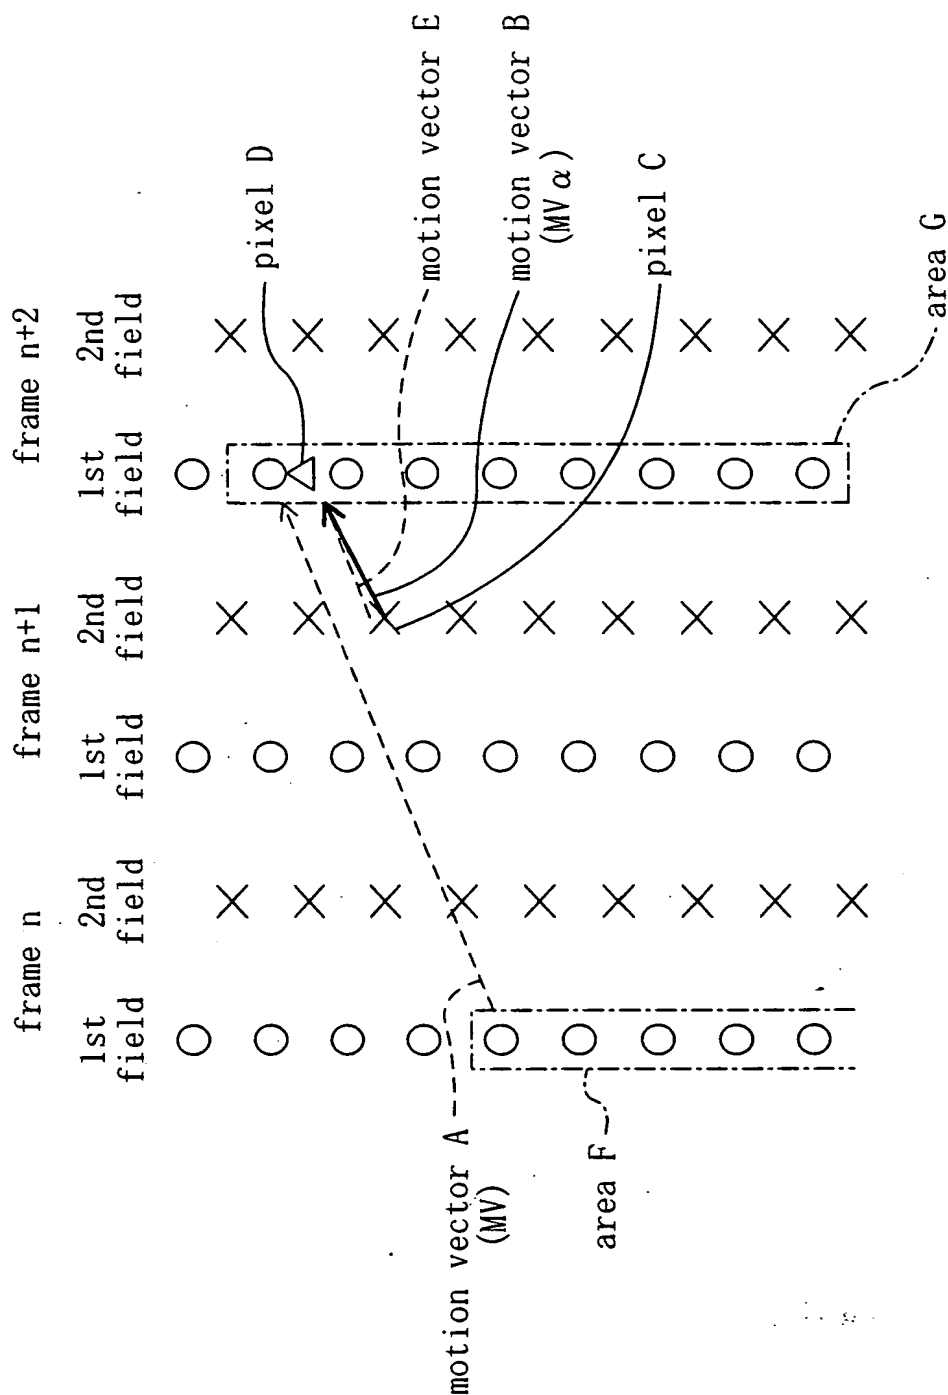 frame n
frame n+1
frame n+2
1st
field
2nd
field
1st
field
2nd
field
1st
field
2nd
field
pixel D
motion vector E
motion vector B
(MVα)
pixel C
area G
motion vector A
(MV)
area F